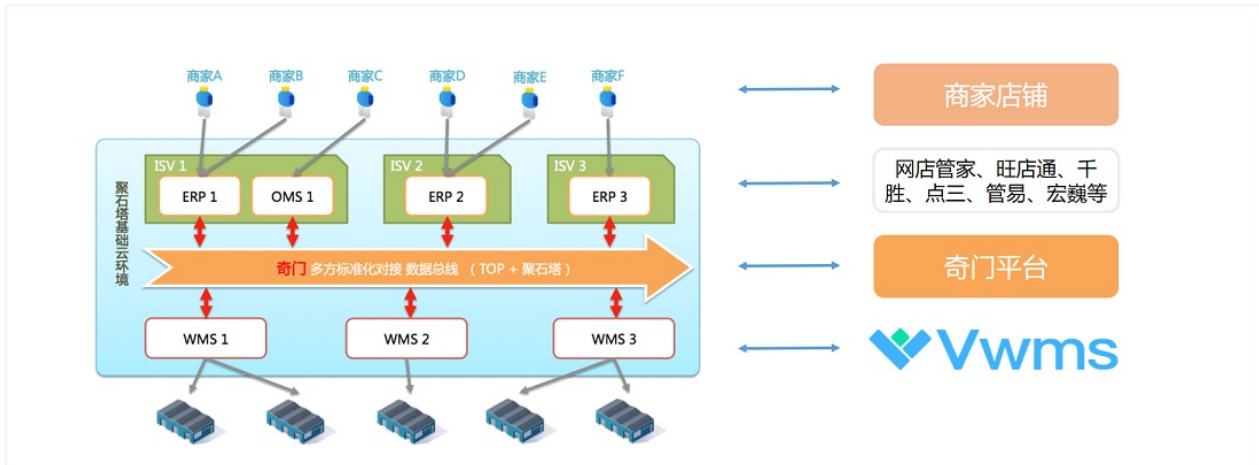 商家A
商家B
商家C
商家D
商家E
商家F
商家店铺
聚石塔基础云环境
ISV 1
ISV 2
ISV 3
ERP 1
OMS 1
ERP 2
ERP 3
网店管家、旺店通、千
胜、点三、管易、宏巍等
奇门 多方标准化对接 数据总线 （TOP + 聚石塔）
奇门平台
WMS 1
WMS 2
WMS 3
Vwms